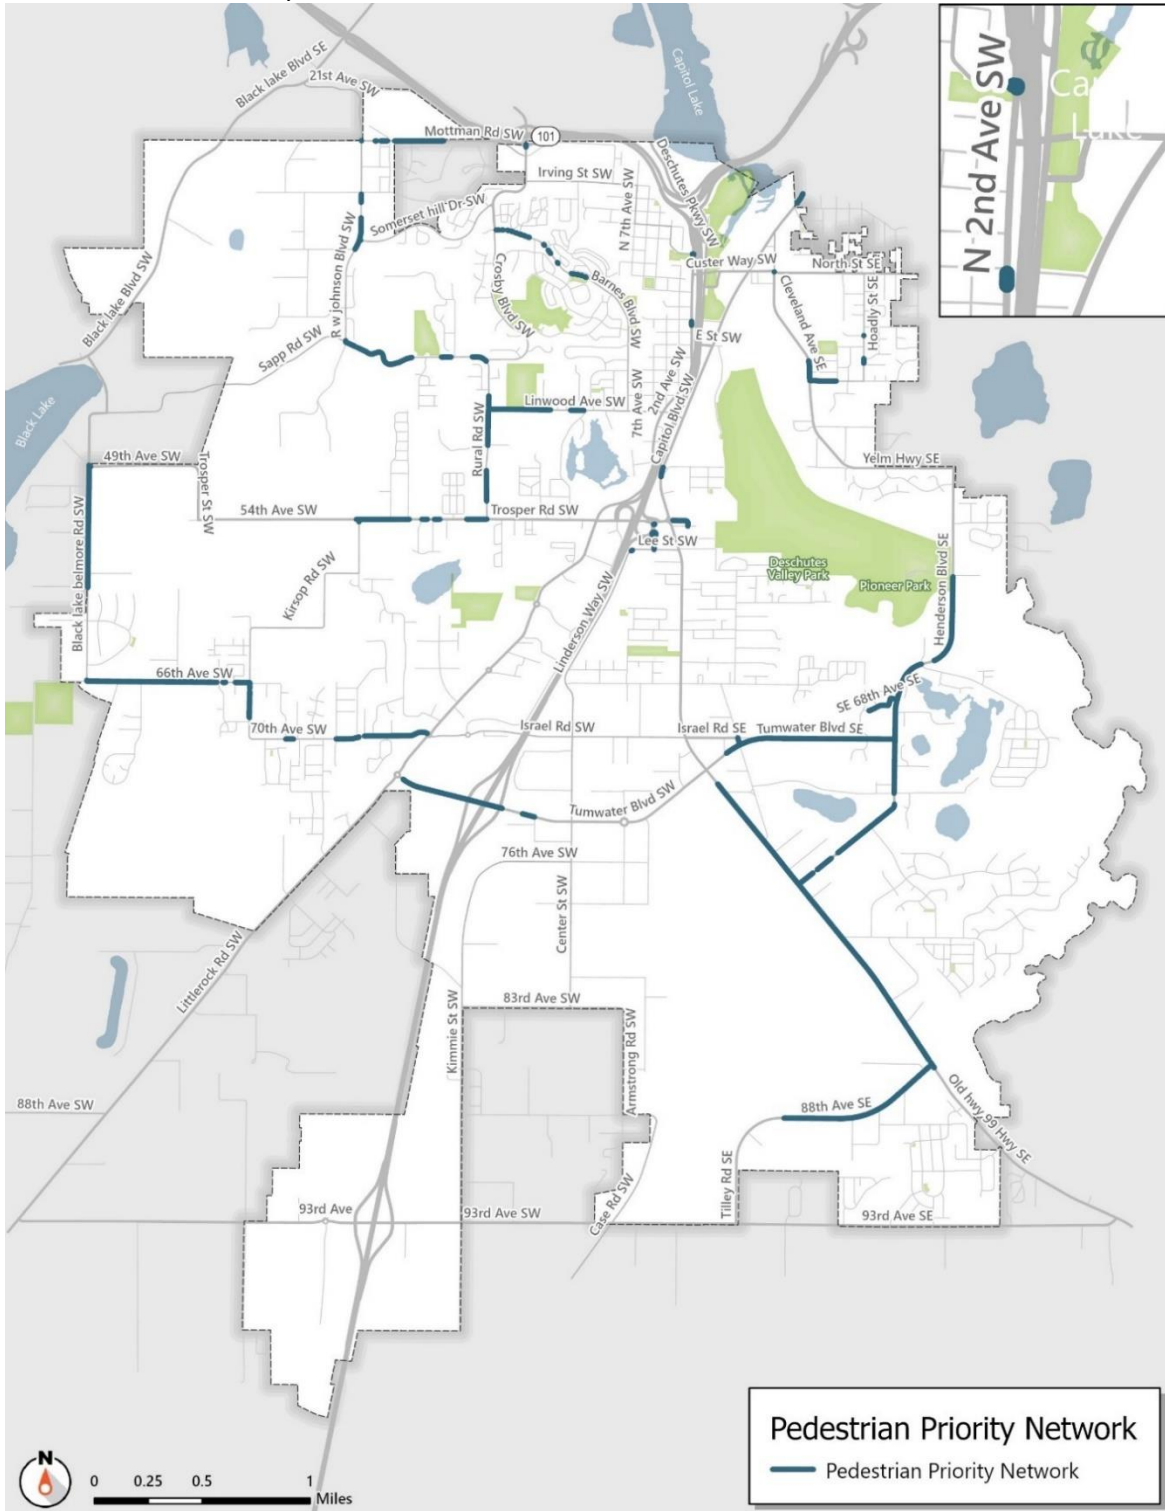 Black lake Blvd SE
21st Ave SW
Mottman Rd SW
101
Capitol Lake
Deschutes Pkwy SW
Irving St SW
N 7th Ave SW
Somerset hill Dr SW
R w johnson Blvd SW
Crosby Blvd SW
Barnes Blvd SW
Custer Way SW
North St SE
Cleveland Ave SE
Hoadly St SE
Black lake Blvd SW
Sapp Rd SW
E St SW
2nd Ave SW
7th Ave SW
Capitol Blvd SW
Linwood Ave SW
Rural Rd SW
Black Lake
49th Ave SW
Trosper St SW
Yelm Hwy SE
54th Ave SW
Trosper Rd SW
Lee St SW
Black lake belmore Rd SW
Kirsop Rd SW
Linderson Way SW
Deschutes
Valley Park
Pioneer Park
Henderson Blvd SE
66th Ave SW
SE 68th Ave SE
70th Ave SW
Israel Rd SW
Israel Rd SE
Tumwater Blvd SE
Tumwater Blvd SW
76th Ave SW
Center St SW
Littlerock Rd SW
Kimmie St SW
83rd Ave SW
Armstrong Rd SW
88th Ave SW
88th Ave SE
Old hwy 99 Hwy SE
Tilley Rd SE
Case Rd SW
93rd Ave
93rd Ave SW
93rd Ave SE
N 2nd Ave SW
Lake
Pedestrian Priority Network
Pedestrian Priority Network
N
0 0.25 0.5 1
Miles